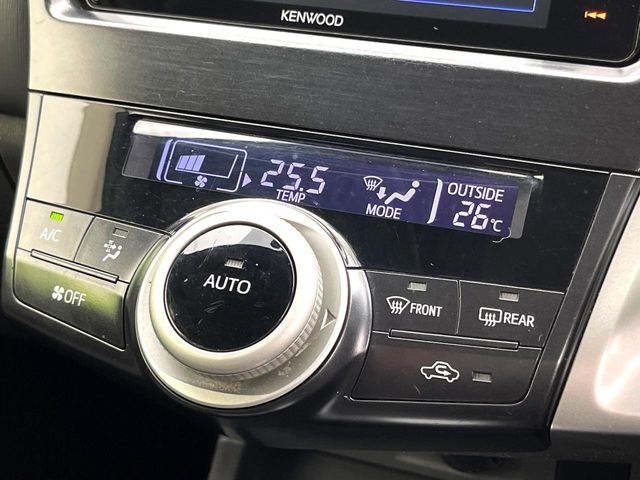 KENWOOD
25.5
TEMP
MODE
OUTSIDE
26°C
A/C
OFF
AUTO
FRONT
REAR